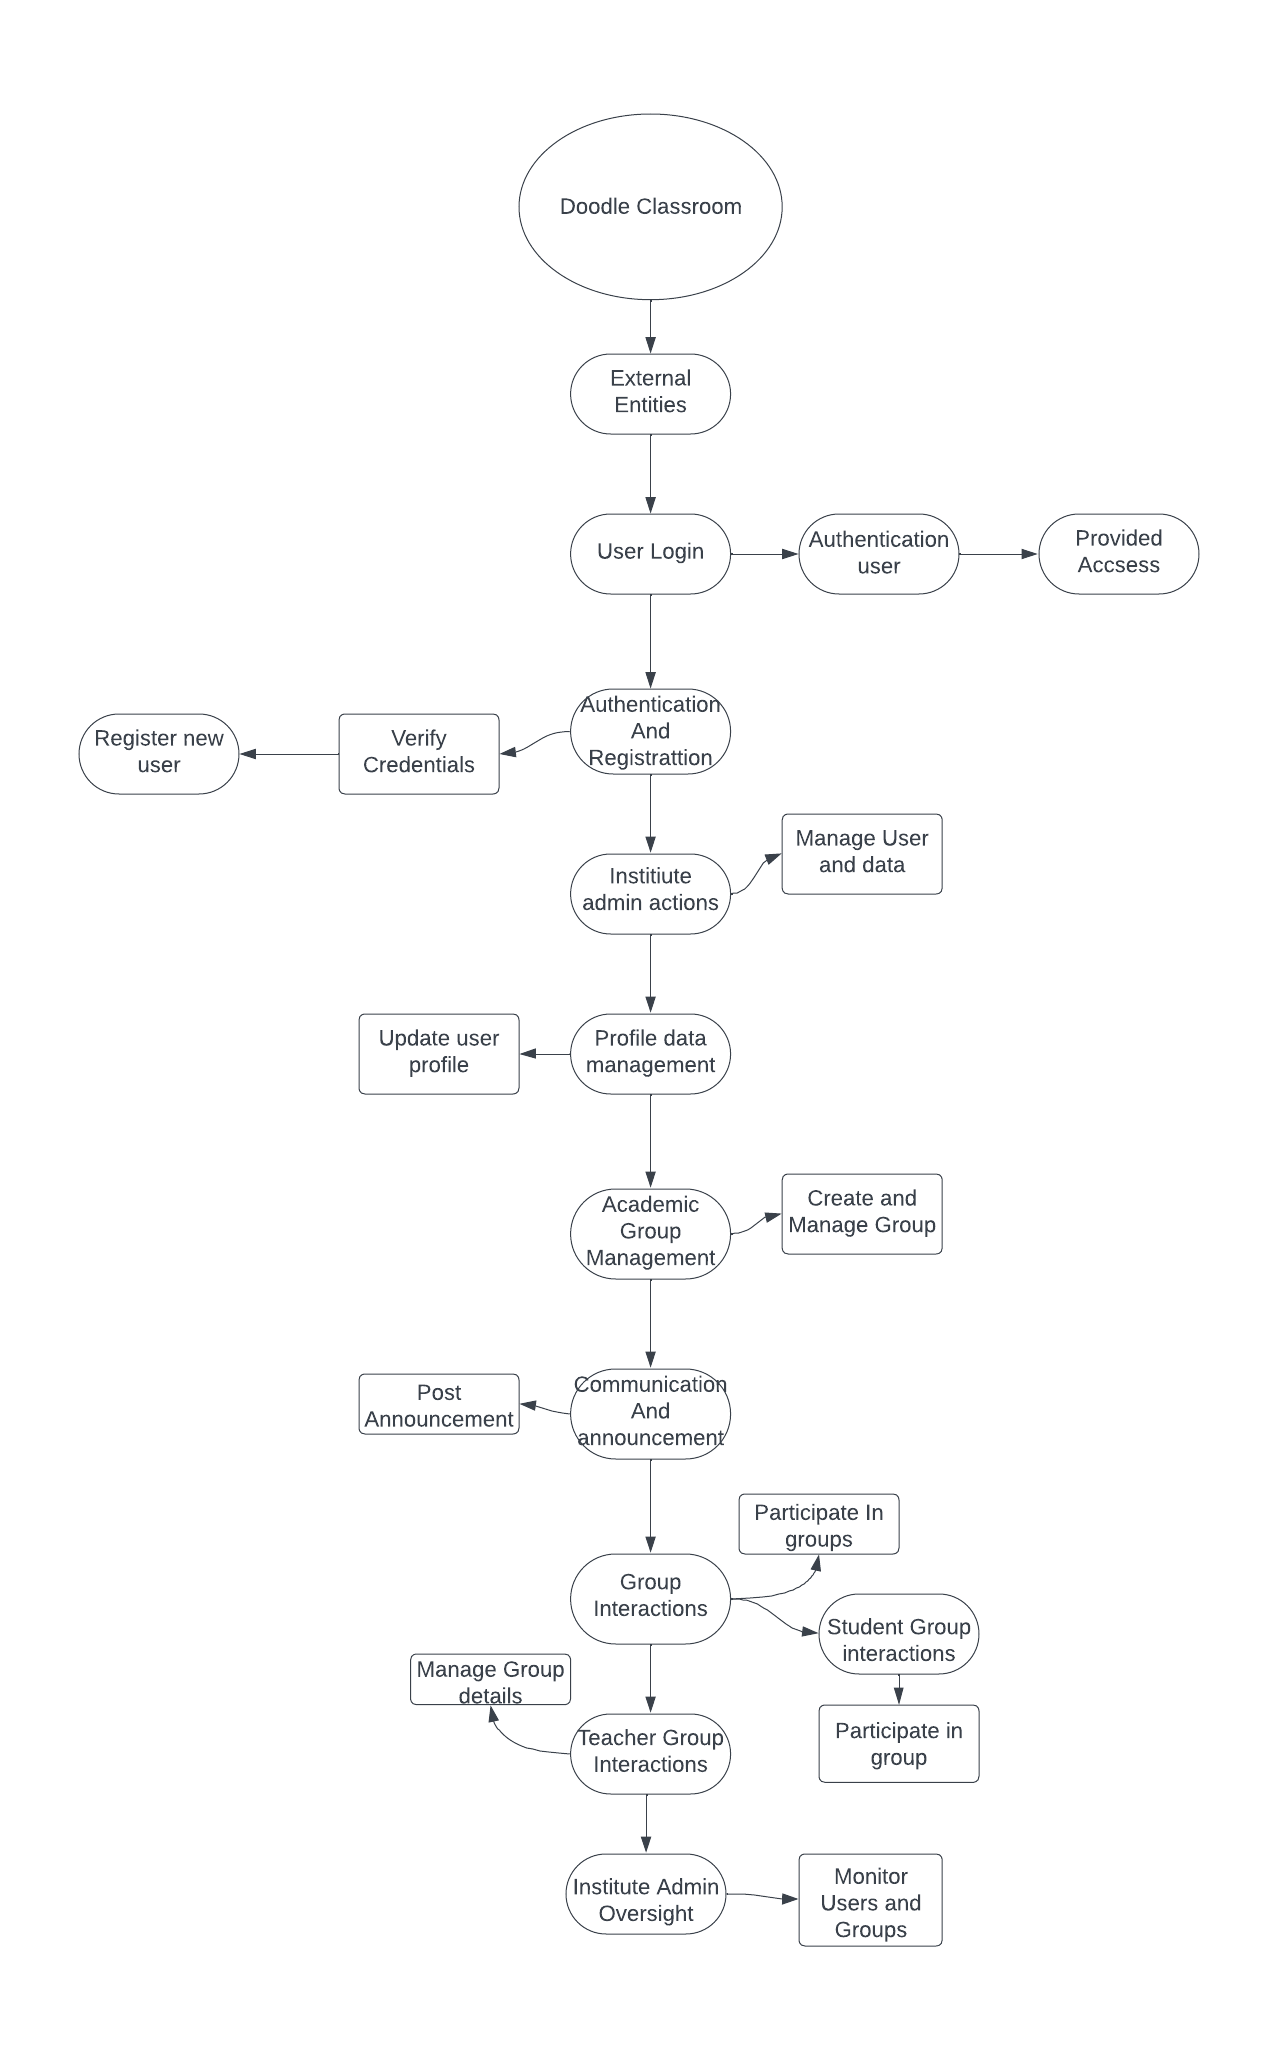 Doodle Classroom
External
Entities
User Login
Authentication
user
Provided
Accsess
Authentication
And
Registrattion
Verify
Credentials
Register new
user
Institiute
admin actions
Manage User
and data
Profile data
management
Update user
profile
Academic
Group
Management
Create and
Manage Group
Communication
And
announcement
Post
Announcement
Group
Interactions
Participate In
groups
Student Group
interactions
Participate in
group
Teacher Group
Interactions
Manage Group
details
Institute Admin
Oversight
Monitor
Users and
Groups